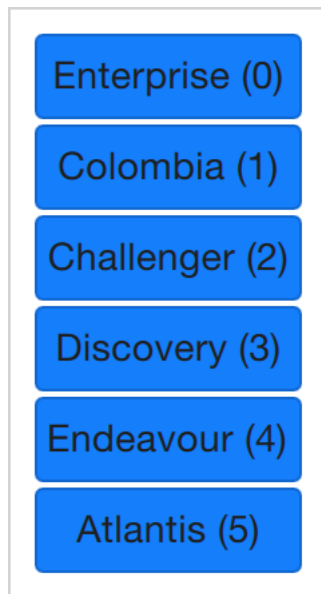 Enterprise (0)
Colombia (1)
Challenger (2)
Discovery (3)
Endeavour (4)
Atlantis (5)